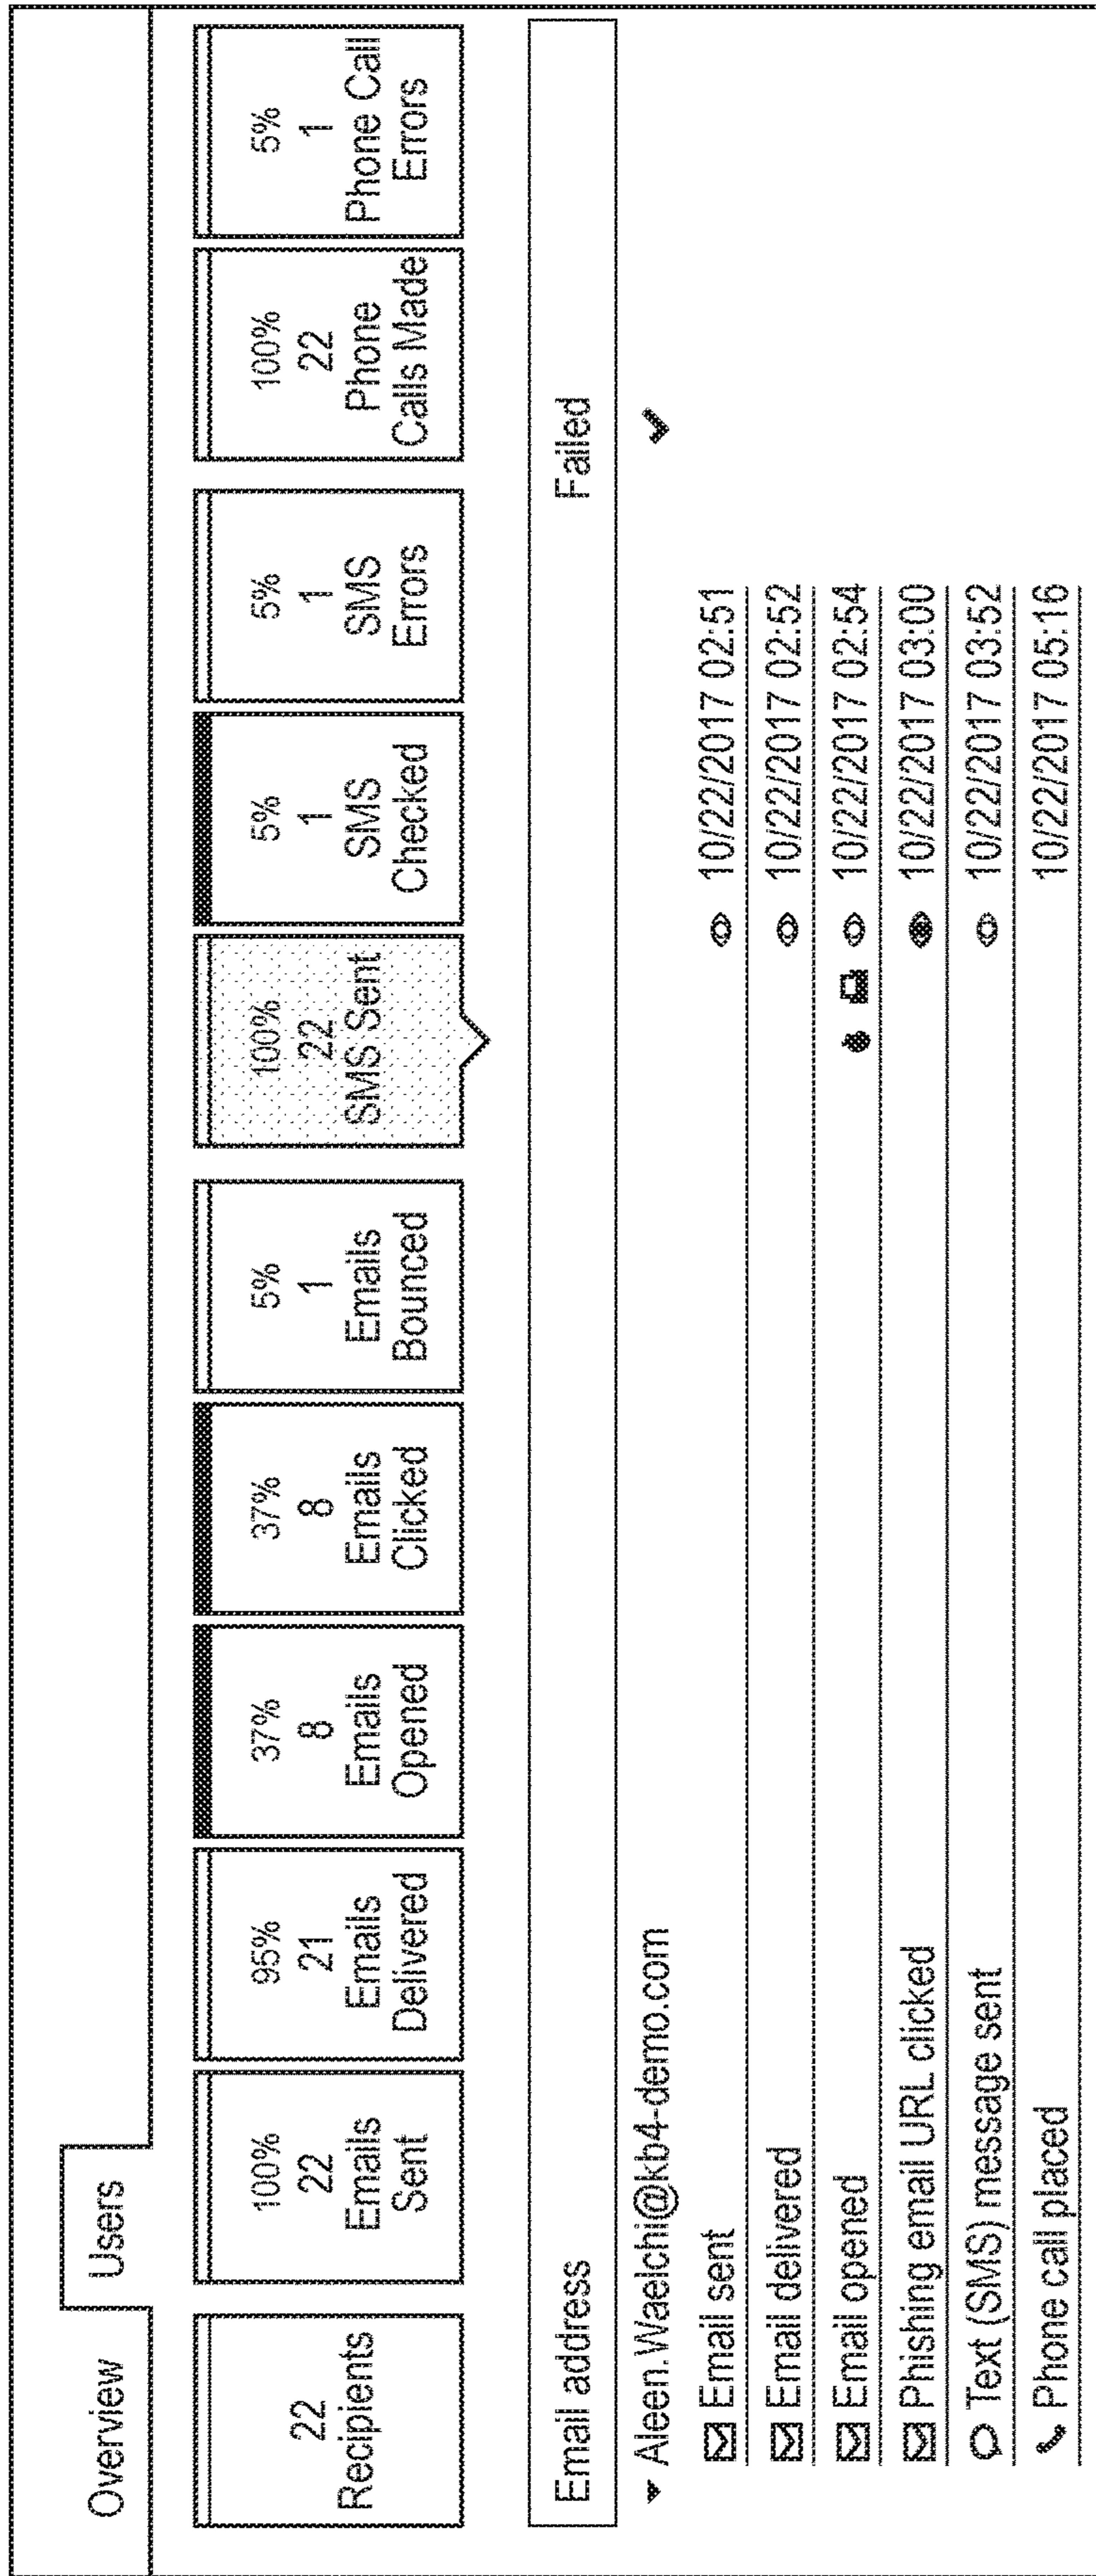 Overview
Users
22
Recipients
100%
22
Emails
Sent
95%
21
Emails
Delivered
37%
8
Emails
Opened
37%
8
Emails
Clicked
5%
1
Emails
Bounced
100%
22
SMS Sent
5%
1
SMS
Checked
5%
1
SMS
Errors
100%
22
Phone
Calls Made
5%
1
Phone Call
Errors
Email address Failed
Aleen.Waelchi@kb4-demo.com
Email sent 10/22/2017 02:51
Email delivered 10/22/2017 02:52
Email opened 10/22/2017 02:54
Phishing email URL clicked 10/22/2017 03:00
Text (SMS) message sent 10/22/2017 03:52
Phone call placed 10/22/2017 05:16